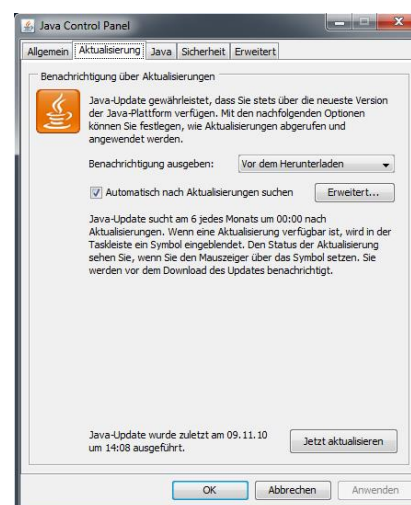 Java Control Panel
Allgemein Aktualisierung Java Sicherheit Erweitert
Benachrichtigung über Aktualisierungen
Java-Update gewährleistet, dass Sie stets über die neueste Version
der Java-Plattform verfügen. Mit den nachfolgenden Optionen
können Sie festlegen, wie Aktualisierungen abgerufen und
angewendet werden.
Benachrichtigung ausgeben: Vor dem Herunterladen
Automatisch nach Aktualisierungen suchen Erweitert...
Java-Update sucht am 6 jedes Monats um 00:00 nach
Aktualisierungen. Wenn eine Aktualisierung verfügbar ist, wird in der
Taskleiste ein Symbol eingeblendet. Den Status der Aktualisierung
sehen Sie, wenn Sie den Mauszeiger über das Symbol setzen. Sie
werden vor dem Download des Updates benachrichtigt.
Java-Update wurde zuletzt am 09.11.10
um 14:08 ausgeführt.
Jetzt aktualisieren
OK Abbrechen Anwenden